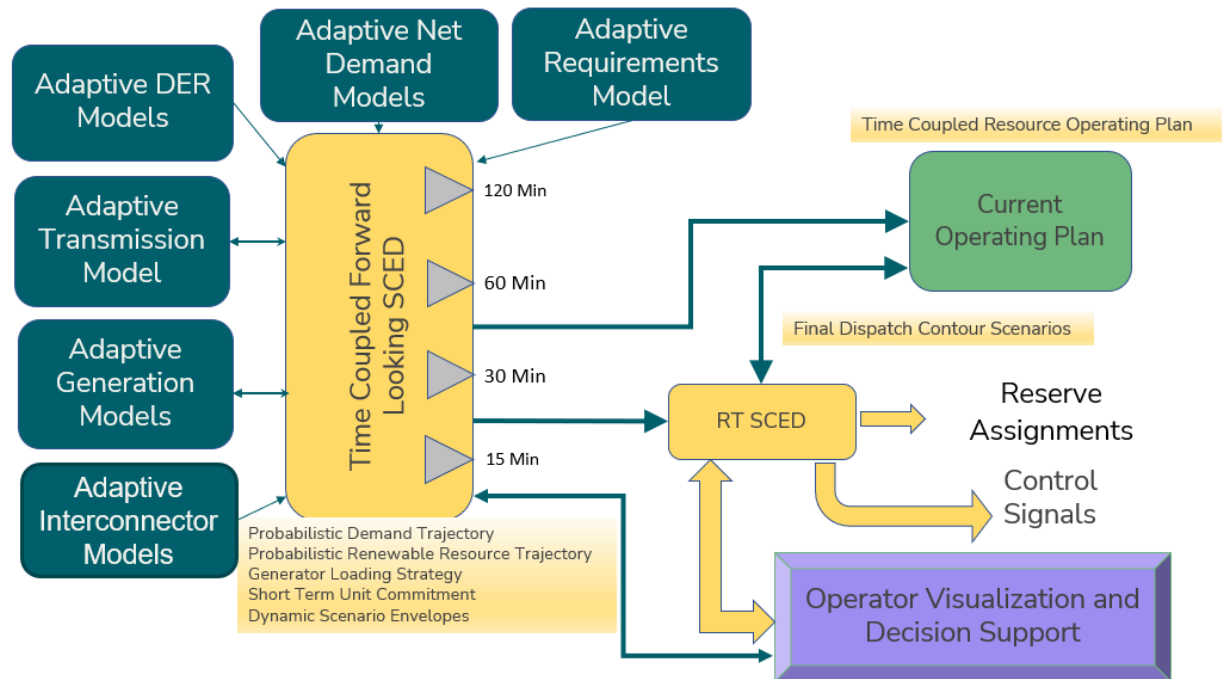 Adaptive Net
Demand
Models
Adaptive
Requirements
Model
Adaptive DER
Models
Time Coupled Resource Operating Plan
120 Min
Adaptive
Transmission
Model
Current
Operating Plan
Time Coupled Forward
Looking SCED
60 Min
Final Dispatch Contour Scenarios
Adaptive
Generation
Models
30 Min
RT SCED
Reserve
Assignments
15 Min
Adaptive
Interconnector
Models
Control
Signals
Probabilistic Demand Trajectory
Probabilistic Renewable Resource Trajectory
Generator Loading Strategy
Short Term Unit Commitment
Dynamic Scenario Envelopes
Operator Visualization and
Decision Support